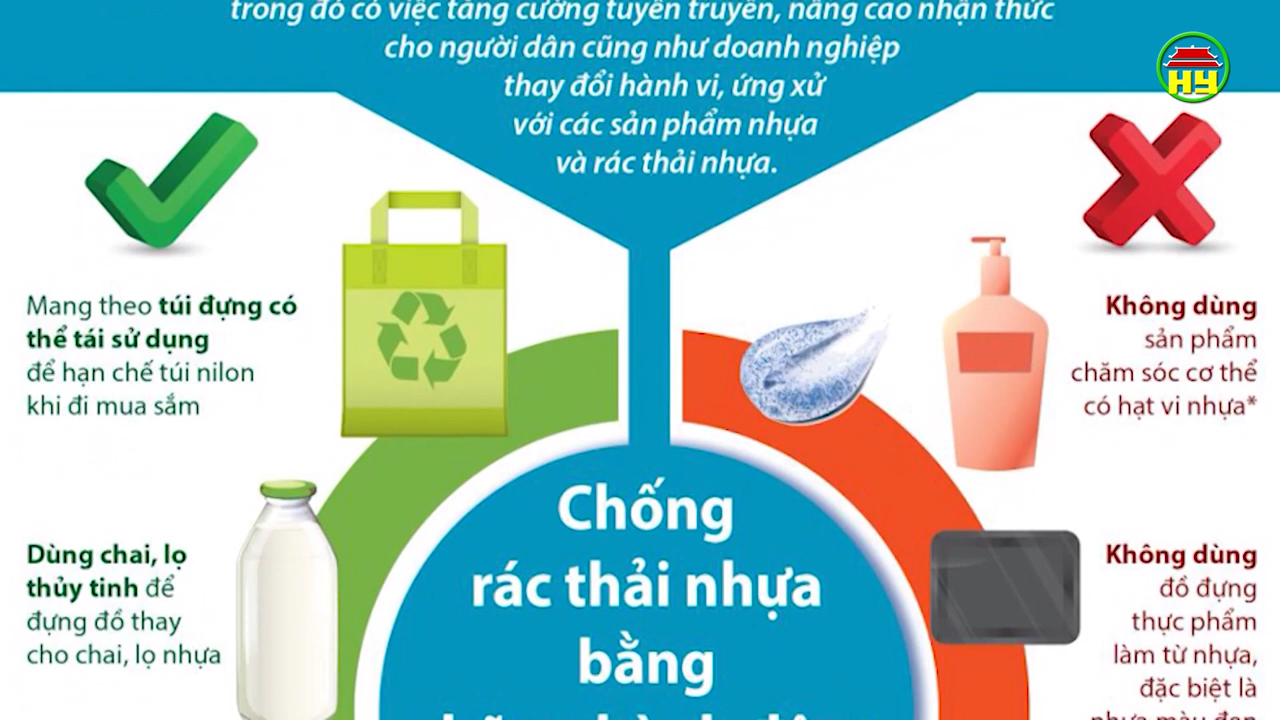 trong đó có việc tăng cường tuyên truyền, nâng cao nhận thức
cho người dân cũng như doanh nghiệp
thay đổi hành vi, ứng xử
với các sản phẩm nhựa
và rác thải nhựa.
HY
Mang theo túi đựng có
thể tái sử dụng
để hạn chế túi nilon
khi đi mua sắm
Không dùng
sản phẩm
chăm sóc cơ thể
có hạt vi nhựa*
Dùng chai, lọ
thủy tinh để
đựng đồ thay
cho chai, lọ nhựa
Chống
rác thải nhựa
bằng
Không dùng
đồ đựng
thực phẩm
làm từ nhựa,
đặc biệt là
nhựa màu đen